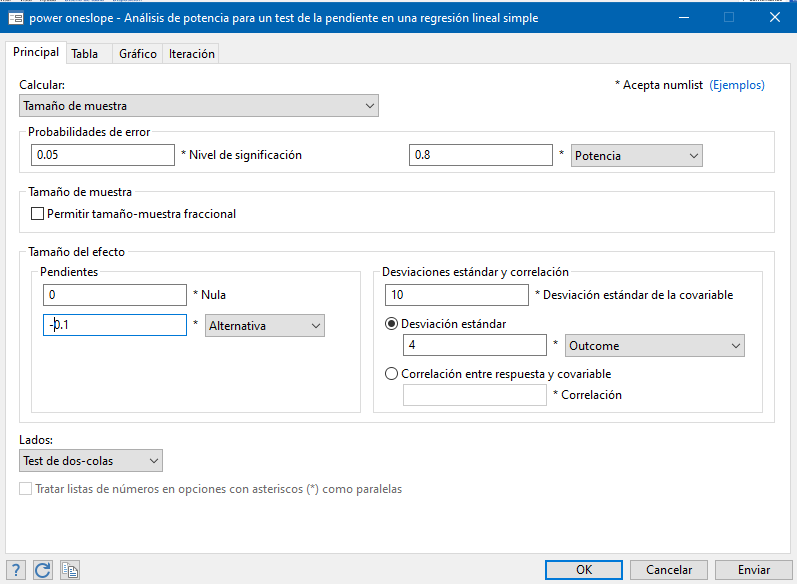 power oneslope - Análisis de potencia para un test de la pendiente en una regresión lineal simple
Principal Tabla Gráfico Iteración
Calcular:
* Acepta numlist (Ejemplos)
Tamaño de muestra
Probabilidades de error
0.05 * Nivel de significación 0.8 * Potencia
Tamaño de muestra
Permitir tamaño-muestra fraccional
Tamaño del efecto
Pendientes
0 * Nula
-0.1 * Alternativa
Desviaciones estándar y correlación
10 * Desviación estándar de la covariable
Desviación estándar
4 * Outcome
Correlación entre respuesta y covariable
* Correlación
Lados:
Test de dos-colas
Tratar listas de números en opciones con asteriscos (*) como paralelas
? OK Cancelar Enviar